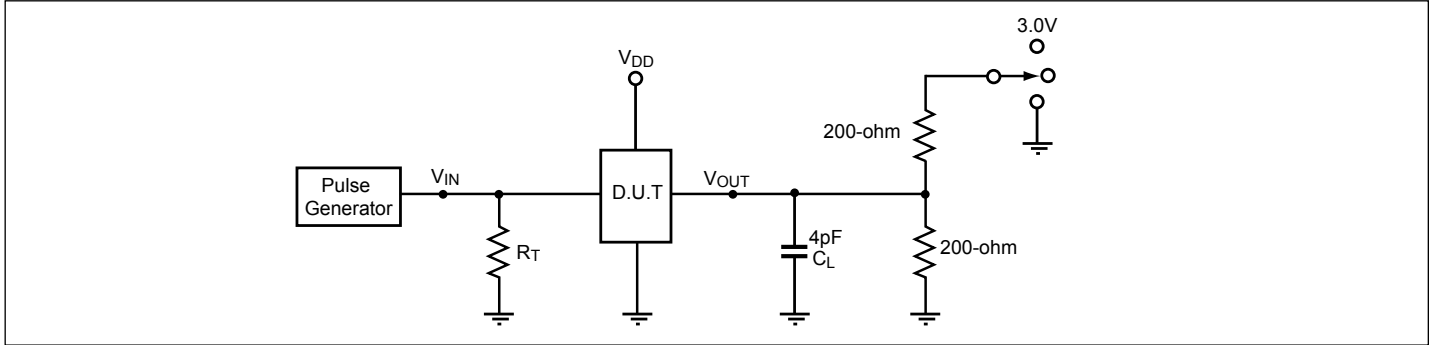 3.0V
VDD
200-ohm
Pulse
Generator
VIN
D.U.T
VOUT
RT
4pF
CL
200-ohm